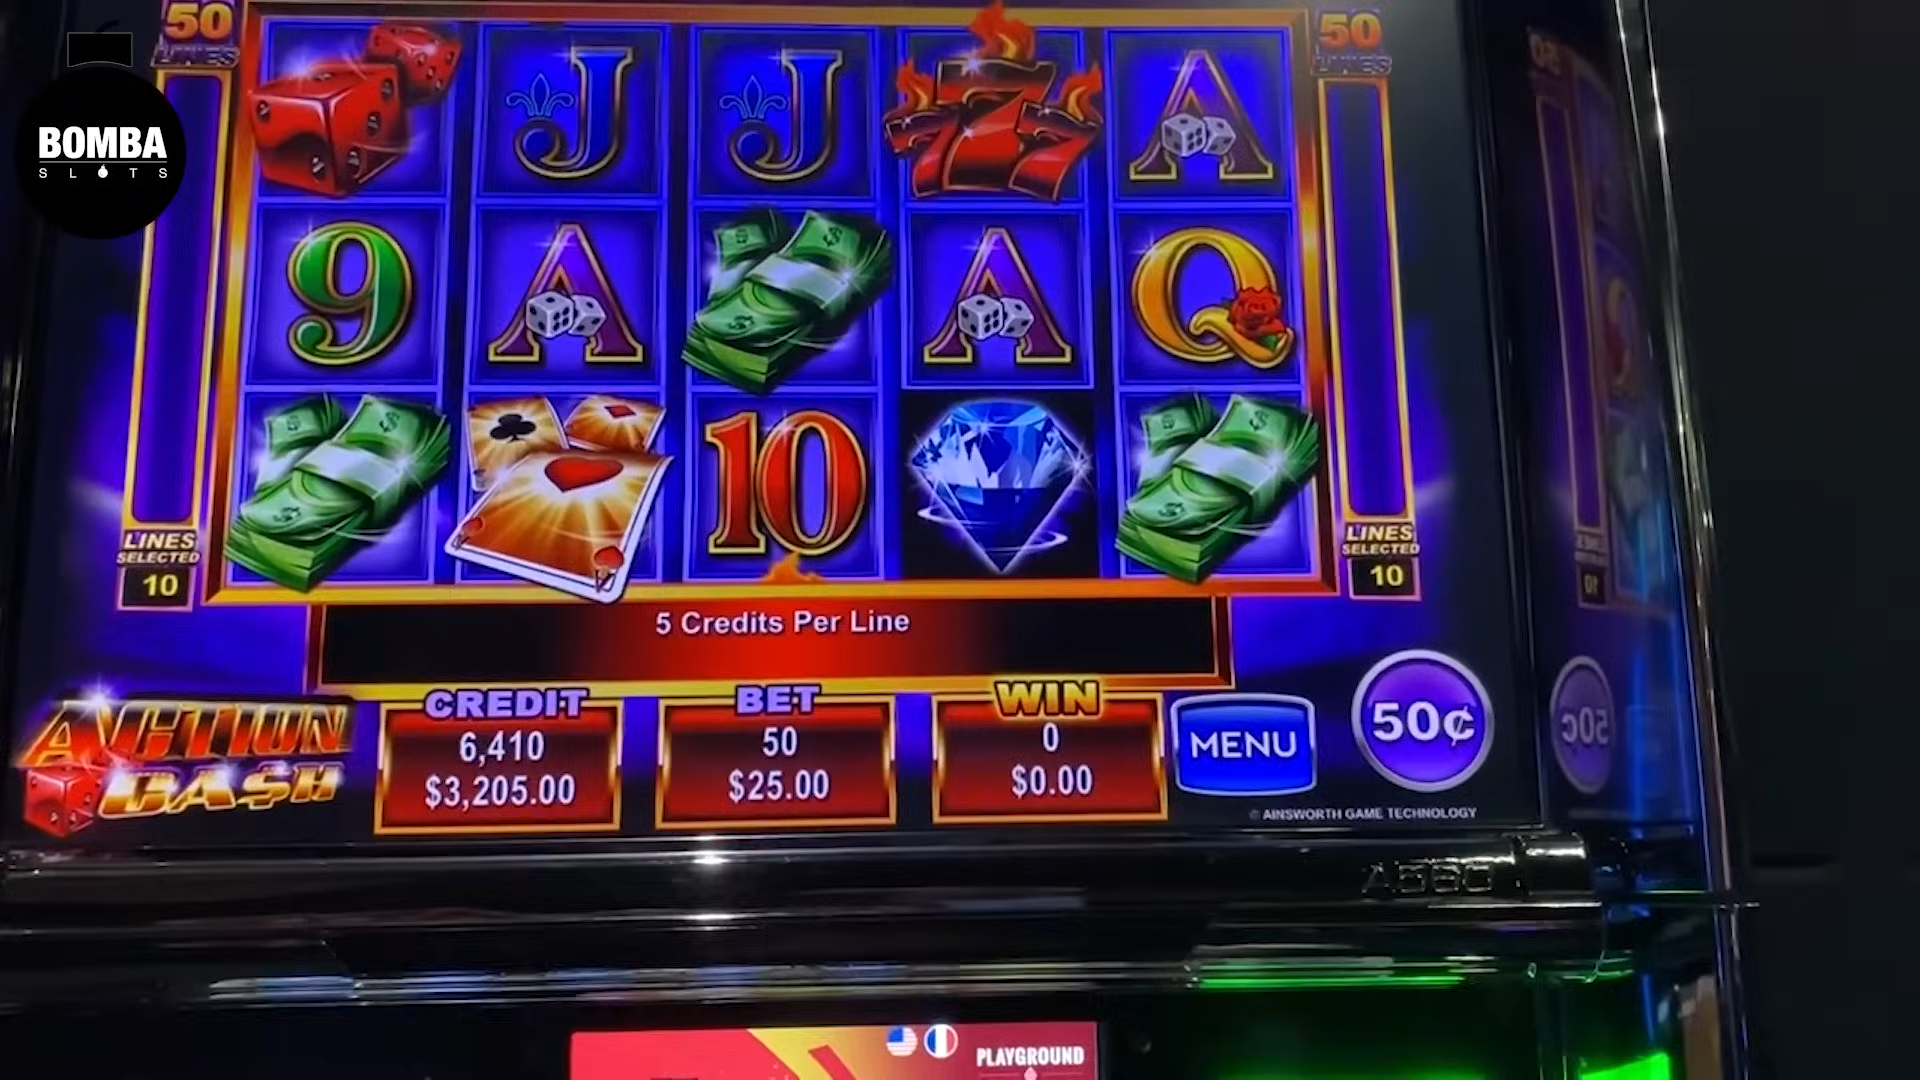 50
LINES
50
LINES
BOMBA
SLOTS
J
J
777
A
9
A
A
Q
10
LINES
SELECTED
10
LINES
SELECTED
10
5 Credits Per Line
ACTION
CA$H
CREDIT
6,410
$3,205.00
BET
50
$25.00
WIN
0
$0.00
MENU
50¢
© AINSWORTH GAME TECHNOLOGY
PLAYGROUND